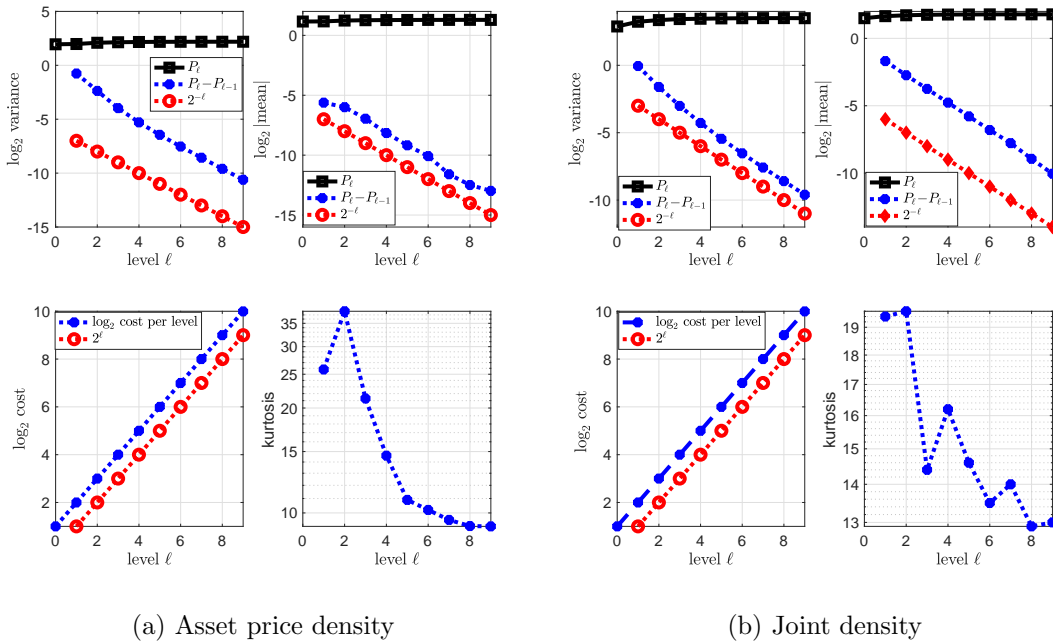 log₂ variance
5
0
-5
-10
-15
0 2 4 6 8
level ℓ
P_ℓ
P_ℓ−P_{ℓ−1}
2^{-ℓ}
log₂ |mean|
0
-5
-10
-15
0 2 4 6 8
level ℓ
P_ℓ
P_ℓ−P_{ℓ−1}
2^{-ℓ}
log₂ variance
0
-5
-10
0 2 4 6 8
level ℓ
P_ℓ
P_ℓ−P_{ℓ−1}
2^{-ℓ}
log₂ |mean|
0
-5
-10
0 2 4 6 8
level ℓ
P_ℓ
P_ℓ−P_{ℓ−1}
2^{-ℓ}
log₂ cost
10
8
6
4
2
0 2 4 6 8
level ℓ
log₂ cost per level
2^ℓ
kurtosis
35
30
25
20
15
10
0 2 4 6 8
level ℓ
log₂ cost
10
8
6
4
2
0 2 4 6 8
level ℓ
log₂ cost per level
2^ℓ
kurtosis
19
18
17
16
15
14
13
0 2 4 6 8
level ℓ
(a) Asset price density
(b) Joint density